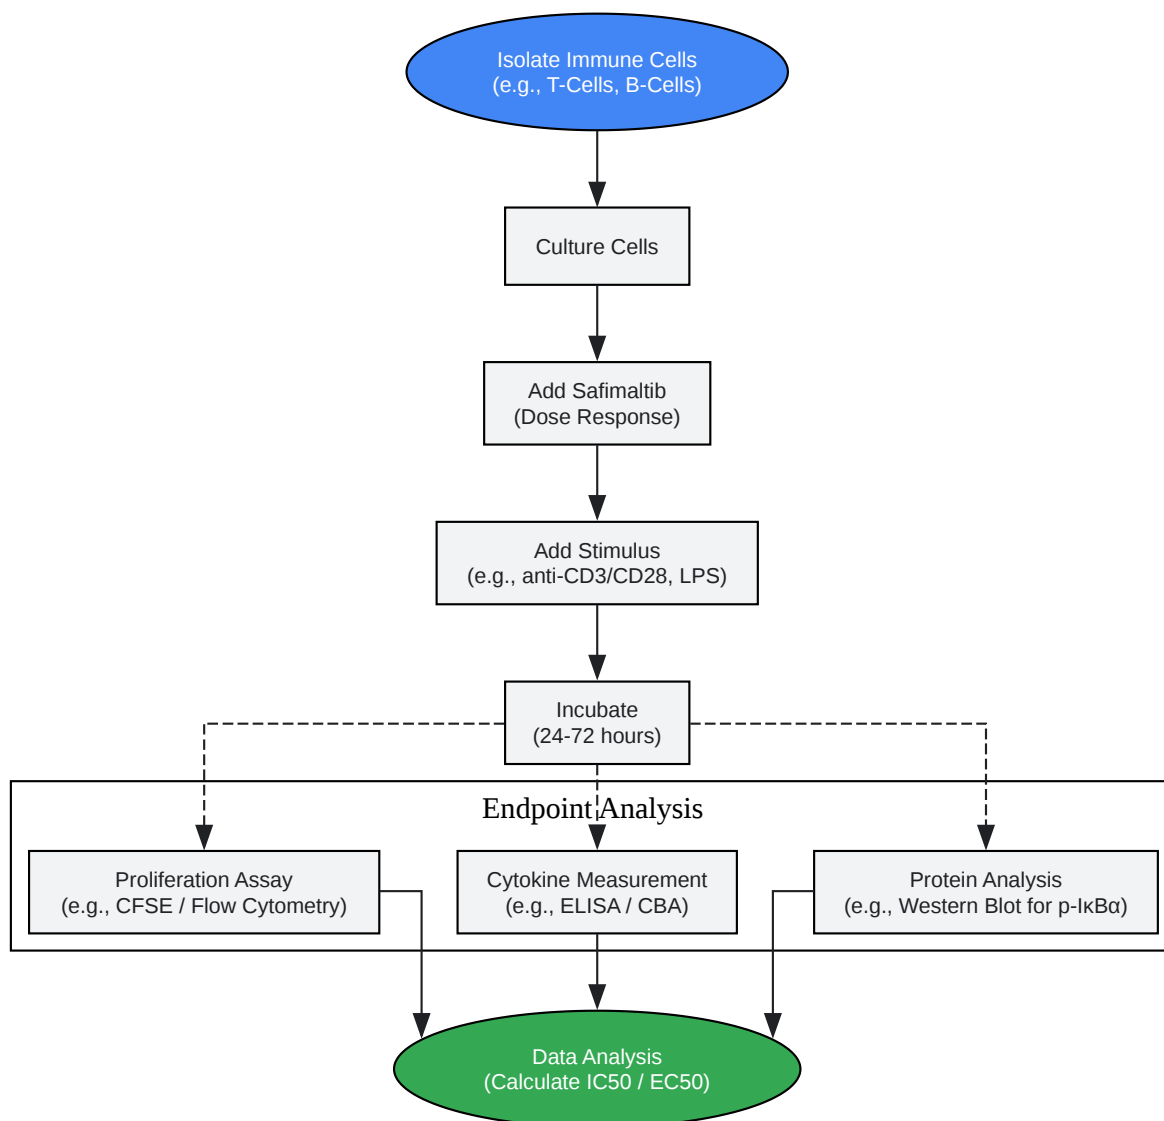 Isolate Immune Cells
(e.g., T-Cells, B-Cells)
Culture Cells
Add Safimaltib
(Dose Response)
Add Stimulus
(e.g., anti-CD3/CD28, LPS)
Incubate
(24-72 hours)
Endpoint Analysis
Proliferation Assay
(e.g., CFSE / Flow Cytometry)
Cytokine Measurement
(e.g., ELISA / CBA)
Protein Analysis
(e.g., Western Blot for p-IκBα)
Data Analysis
(Calculate IC50 / EC50)